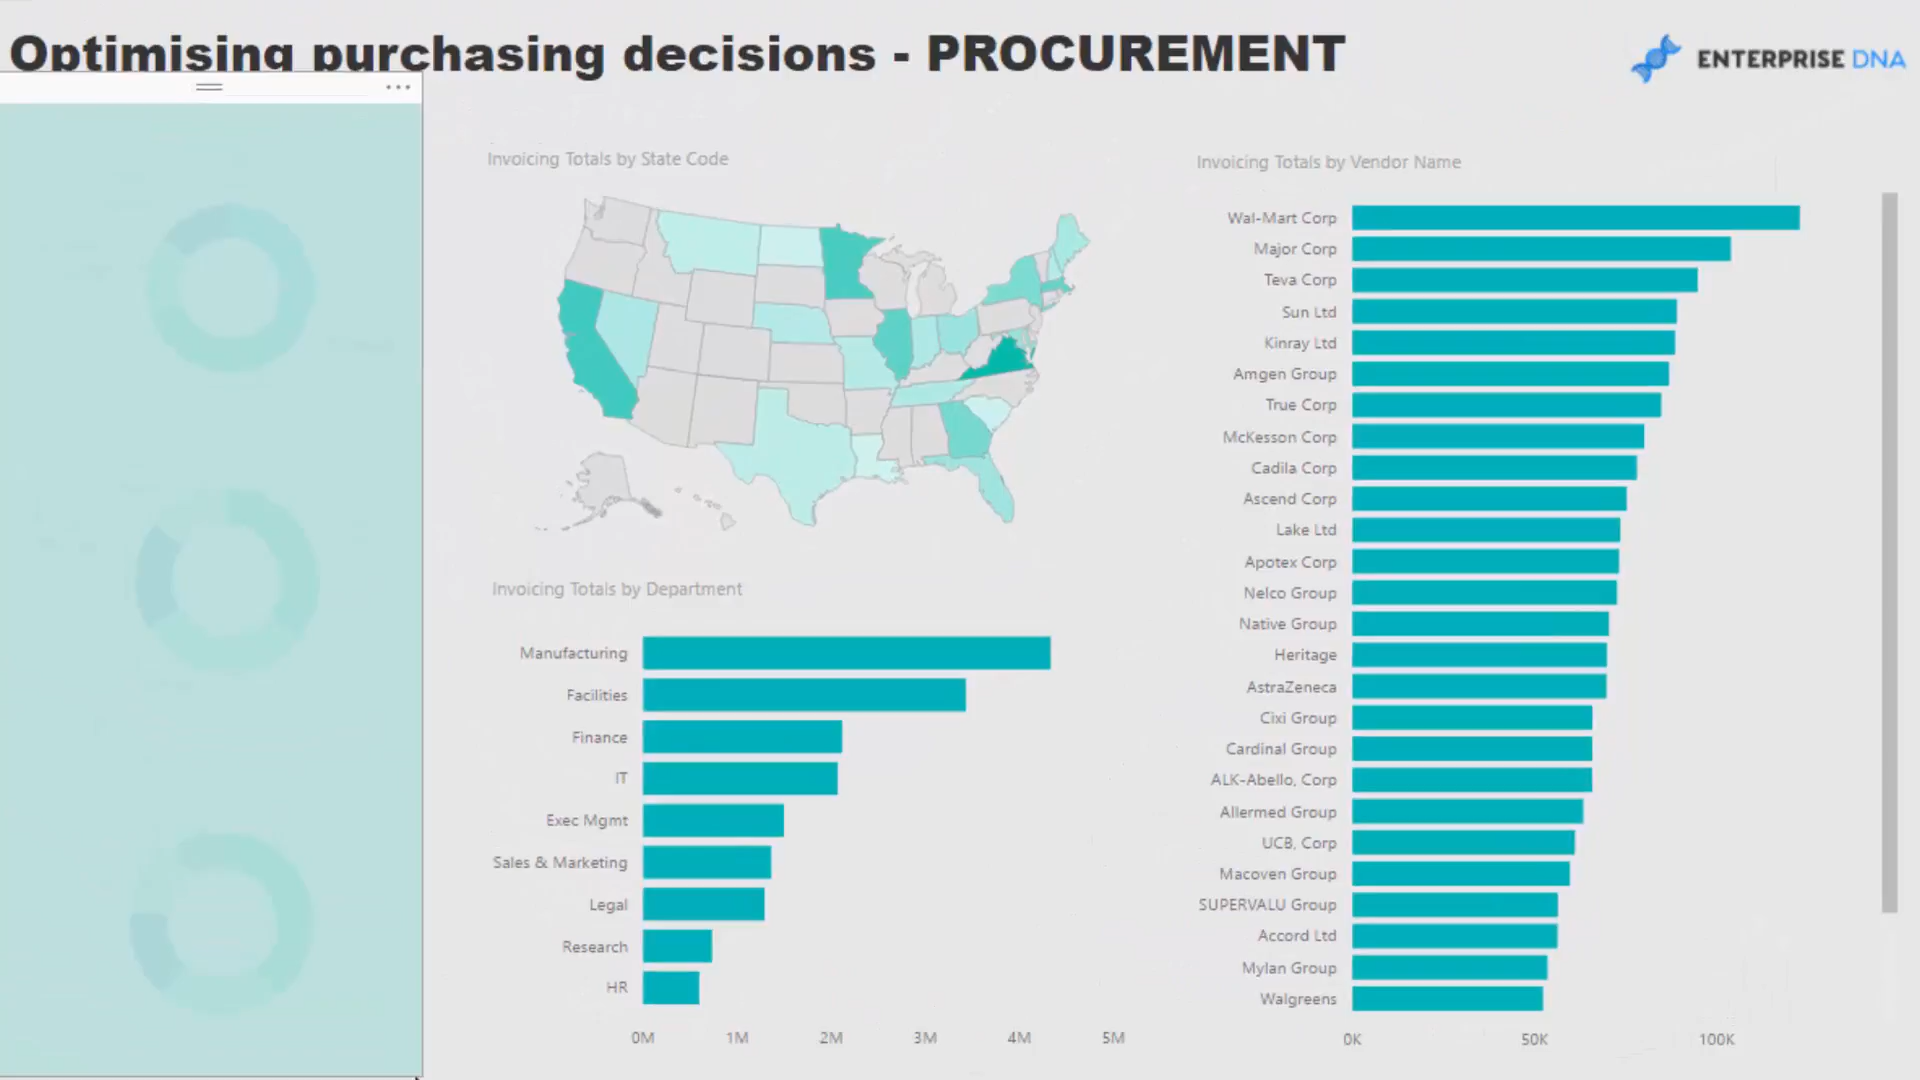 Optimising purchasing decisions - PROCUREMENT
ENTERPRISE DNA
Invoicing Totals by State Code
Invoicing Totals by Department
Manufacturing
Facilities
Finance
IT
Exec Mgmt
Sales & Marketing
Legal
Research
HR
0M 1M 2M 3M 4M 5M
Invoicing Totals by Vendor Name
Wal-Mart Corp
Major Corp
Teva Corp
Sun Ltd
Kinray Ltd
Amgen Group
True Corp
McKesson Corp
Cadila Corp
Ascend Corp
Lake Ltd
Apotex Corp
Nelco Group
Native Group
Heritage
AstraZeneca
Cixi Group
Cardinal Group
ALK-Abello, Corp
Allermed Group
UCB, Corp
Macoven Group
SUPERVALU Group
Accord Ltd
Mylan Group
Walgreens
0K 50K 100K